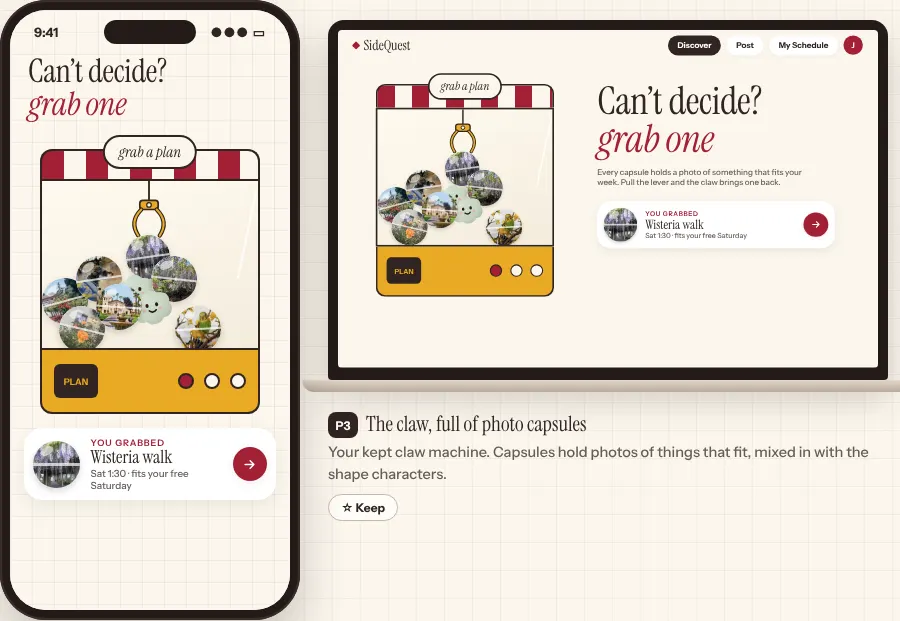 9:41
Can't decide?
grab one
grab a plan
PLAN
YOU GRABBED
Wisteria walk
Sat 1:30 · fits your free
Saturday
SideQuest
Discover
Post
My Schedule
J
grab a plan
PLAN
Can't decide?
grab one
Every capsule holds a photo of something that fits your
week. Pull the lever and the claw brings one back.
YOU GRABBED
Wisteria walk
Sat 1:30 · fits your free Saturday
P3 The claw, full of photo capsules
Your kept claw machine. Capsules hold photos of things that fit, mixed in with the
shape characters.
☆ Keep